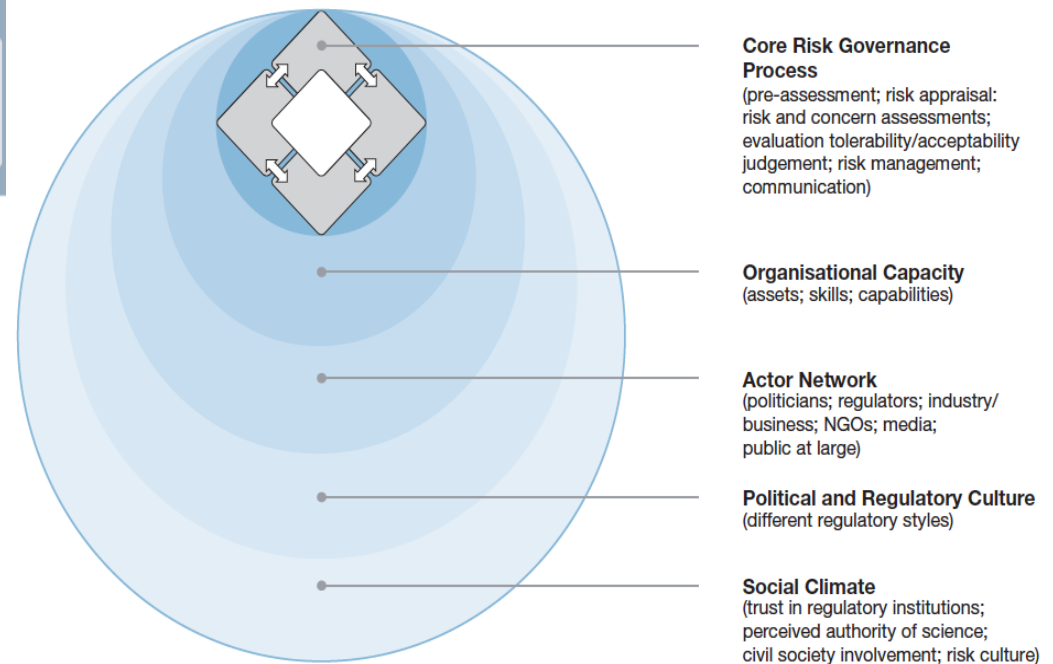 Core Risk Governance
Process
(pre-assessment; risk appraisal:
risk and concern assessments;
evaluation tolerability/acceptability
judgement; risk management;
communication)
Organisational Capacity
(assets; skills; capabilities)
Actor Network
(politicians; regulators; industry/
business; NGOs; media;
public at large)
Political and Regulatory Culture
(different regulatory styles)
Social Climate
(trust in regulatory institutions;
perceived authority of science;
civil society involvement; risk culture)